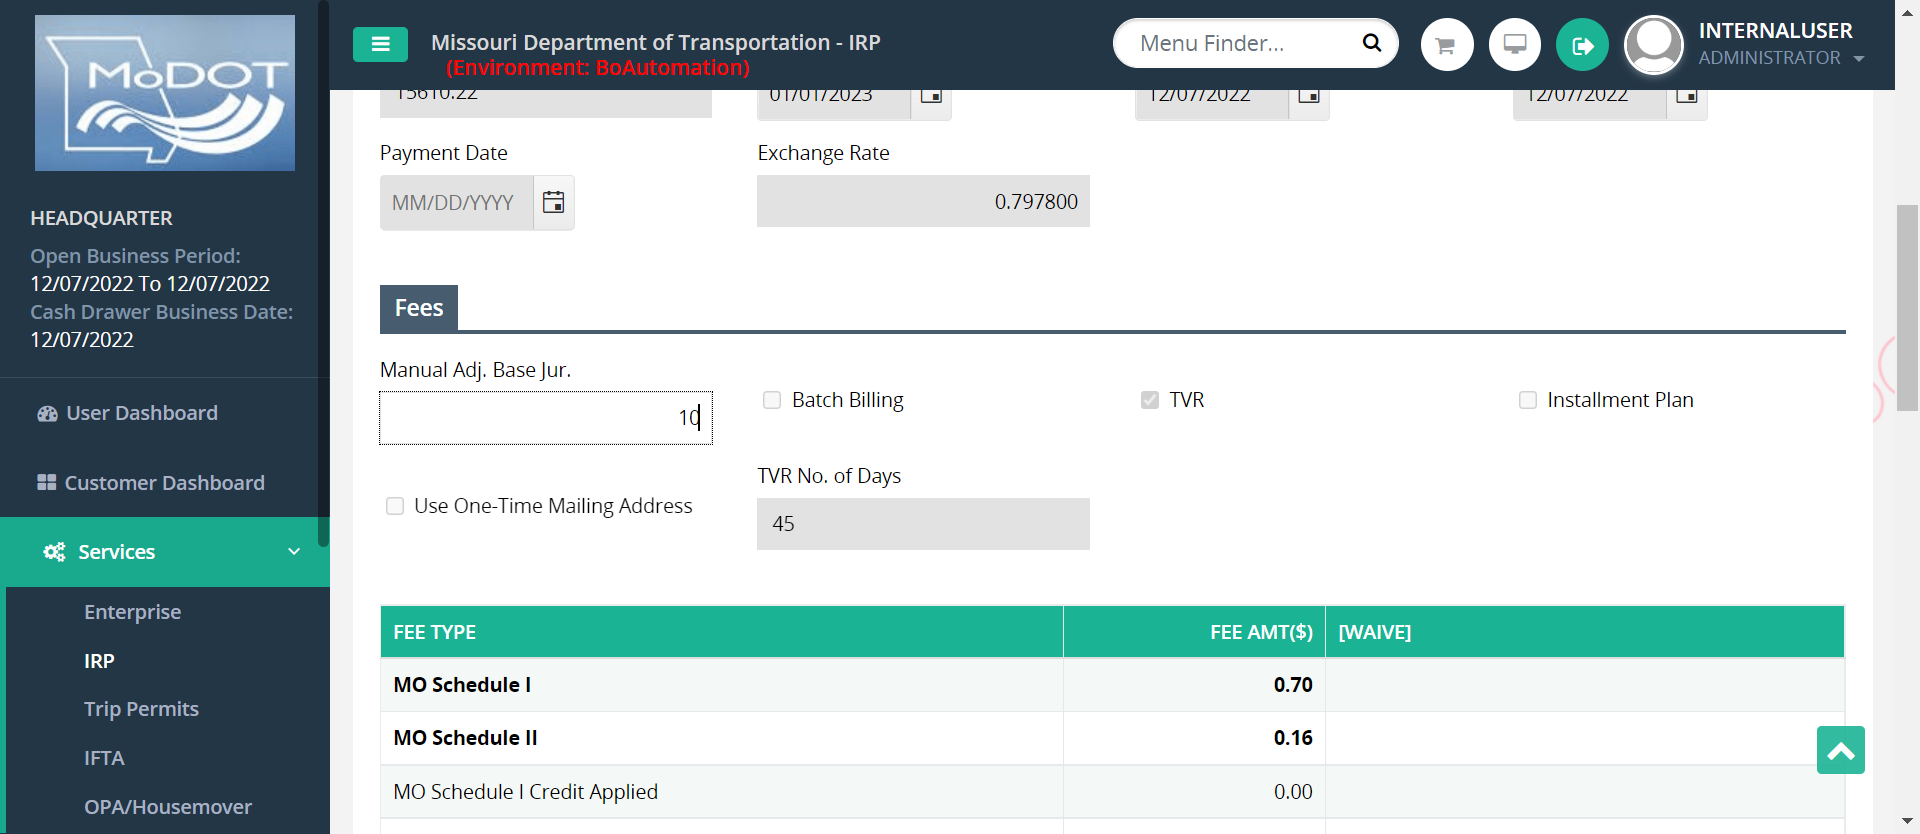 MoDOT
Missouri Department of Transportation - IRP
(Environment: BoAutomation)
Menu Finder...
INTERNALUSER
ADMINISTRATOR
HEADQUARTER
Open Business Period:
12/07/2022 To 12/07/2022
Cash Drawer Business Date:
12/07/2022
User Dashboard
Customer Dashboard
Services
Enterprise
IRP
Trip Permits
IFTA
OPA/Housemover
15610.22 01/01/2023 12/07/2022 12/07/2022
Payment Date Exchange Rate
MM/DD/YYYY 0.797800
Fees
Manual Adj. Base Jur.
10 Batch Billing TVR Installment Plan
TVR No. of Days
Use One-Time Mailing Address
45
FEE TYPE FEE AMT($) [WAIVE]
MO Schedule I 0.70
MO Schedule II 0.16
MO Schedule I Credit Applied 0.00